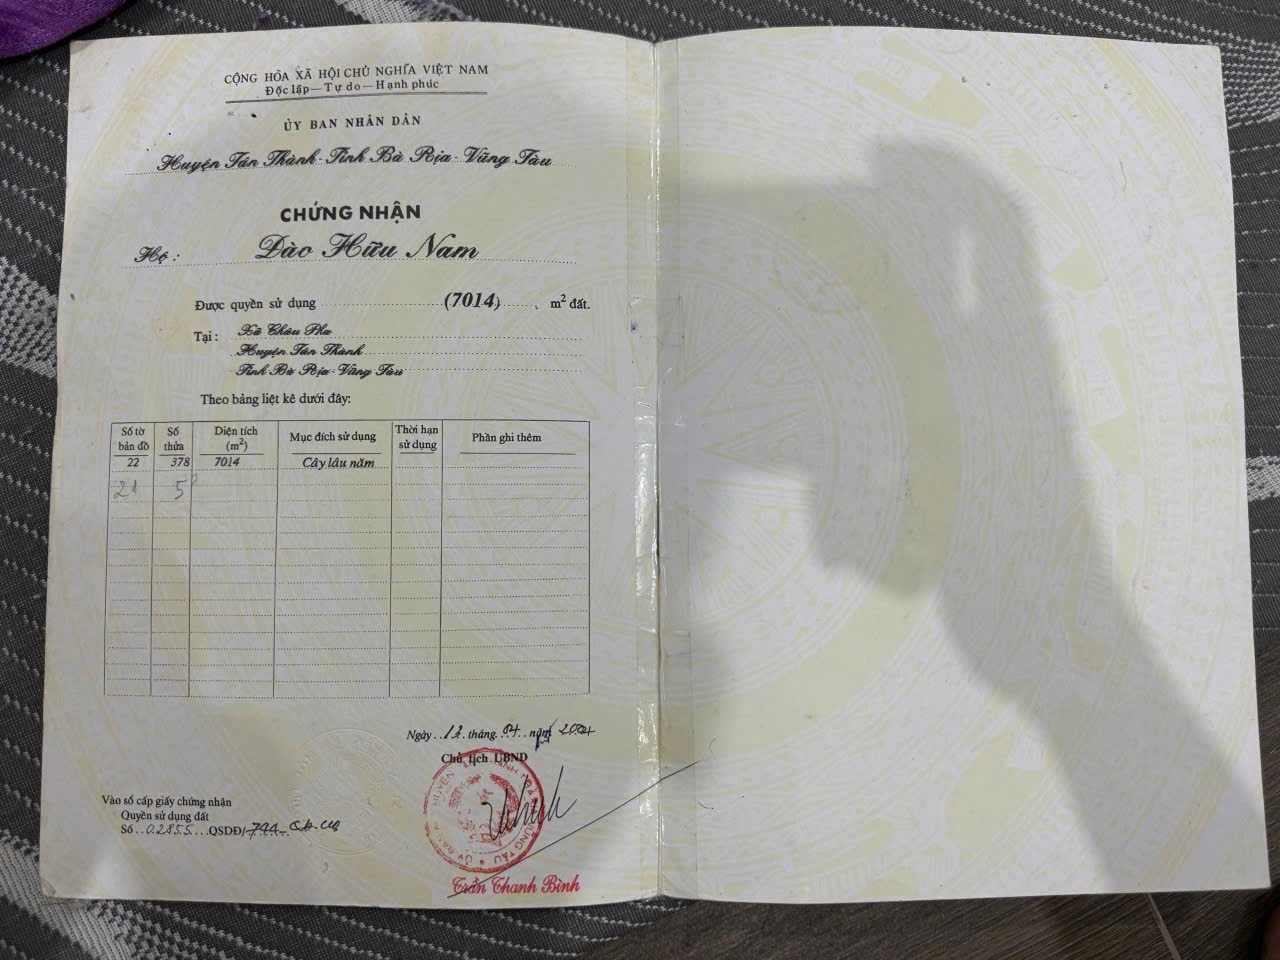 CỘNG HÒA XÃ HỘI CHỦ NGHĨA VIỆT NAM
Độc lập — Tự do — Hạnh phúc
ỦY BAN NHÂN DÂN
Huyện Tân Thành - Tỉnh Bà Rịa - Vũng Tàu
CHỨNG NHẬN
Hộ : Đào Hữu Nam
Được quyền sử dụng (7014) m² đất.
Tại : Xã Châu Pha
Huyện Tân Thành
Tỉnh Bà Rịa - Vũng Tàu
Theo bảng liệt kê dưới đây:
Số tờ bản đồ Số thửa Diện tích (m²) Mục đích sử dụng Thời hạn sử dụng Phần ghi thêm
22 378 7014 Cây lâu năm
21 5
Ngày 12 tháng 04 năm
Chủ tịch UBND
Vào sổ cấp giấy chứng nhận
Quyền sử dụng đất
Số 02855 QSDĐ/
Trần Thanh Bình